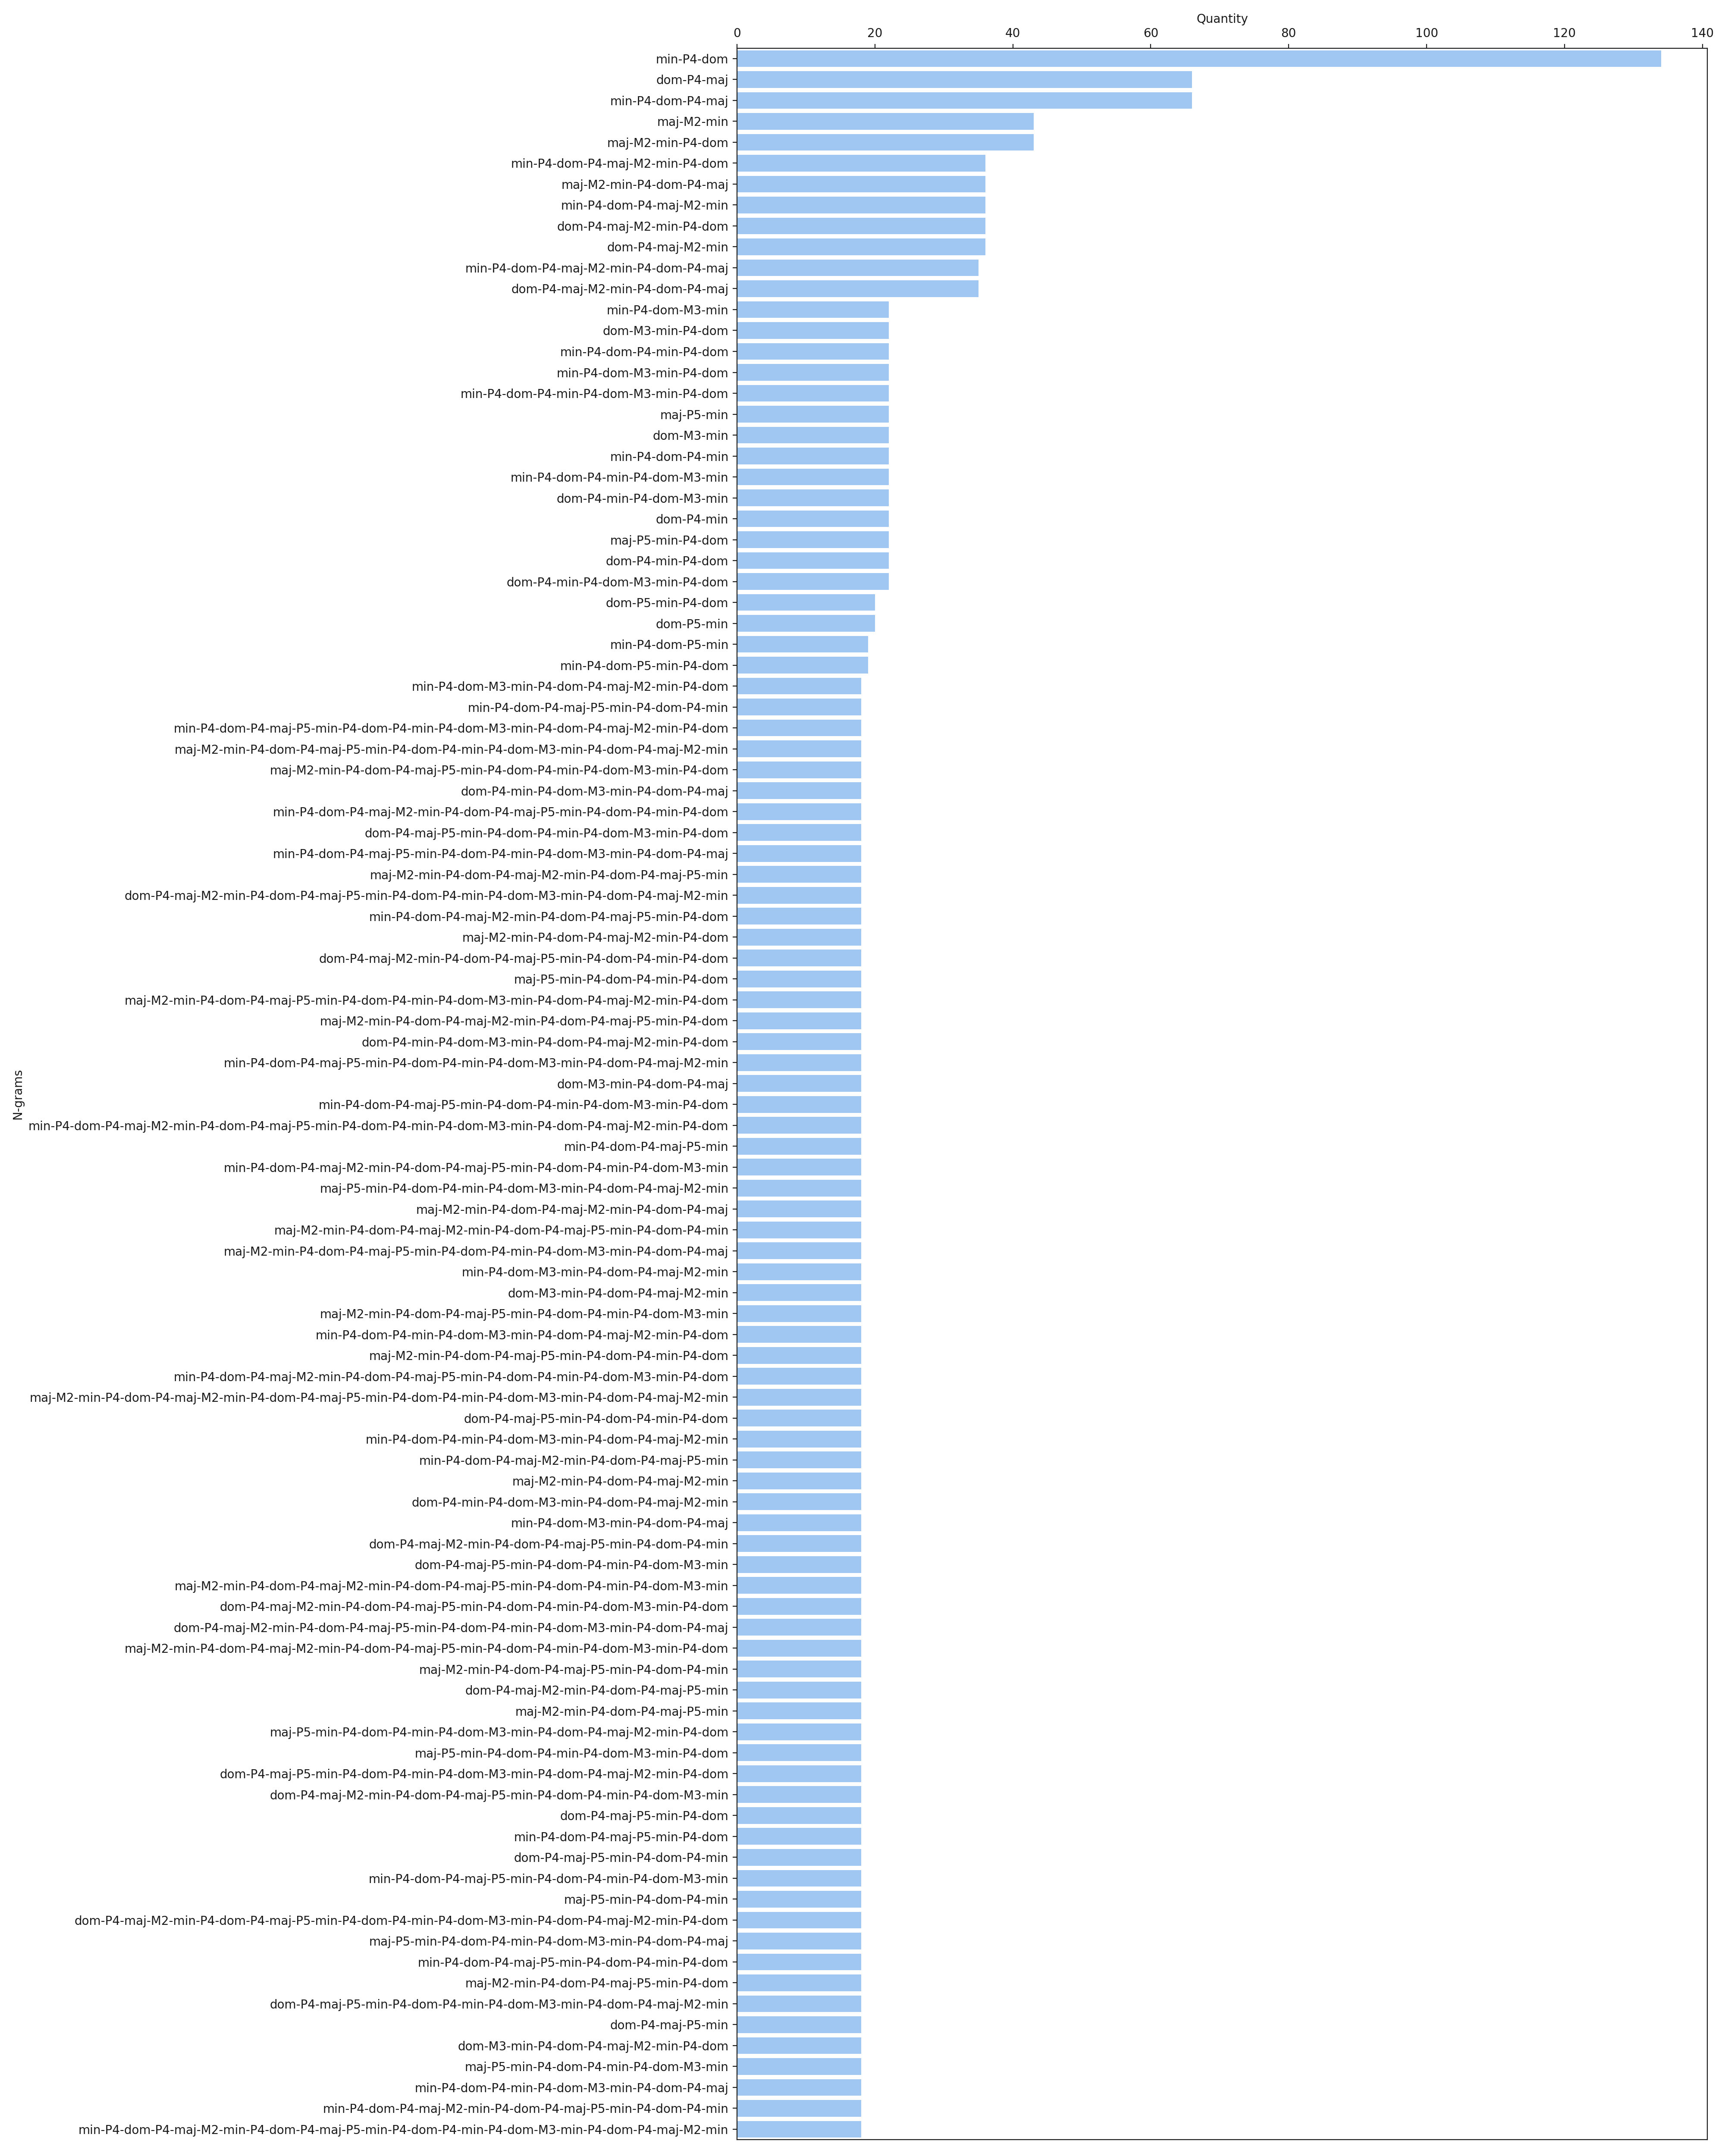 Quantity
0 20 40 60 80 100 120 140
min-P4-dom
dom-P4-maj
min-P4-dom-P4-maj
maj-M2-min
maj-M2-min-P4-dom
min-P4-dom-P4-maj-M2-min-P4-dom
maj-M2-min-P4-dom-P4-maj
min-P4-dom-P4-maj-M2-min
dom-P4-maj-M2-min-P4-dom
dom-P4-maj-M2-min
min-P4-dom-P4-maj-M2-min-P4-dom-P4-maj
dom-P4-maj-M2-min-P4-dom-P4-maj
min-P4-dom-M3-min
dom-M3-min-P4-dom
min-P4-dom-P4-min-P4-dom
min-P4-dom-M3-min-P4-dom
min-P4-dom-P4-min-P4-dom-M3-min-P4-dom
maj-P5-min
dom-M3-min
min-P4-dom-P4-min
min-P4-dom-P4-min-P4-dom-M3-min
dom-P4-min-P4-dom-M3-min
dom-P4-min
maj-P5-min-P4-dom
dom-P4-min-P4-dom
dom-P4-min-P4-dom-M3-min-P4-dom
dom-P5-min-P4-dom
dom-P5-min
min-P4-dom-P5-min
min-P4-dom-P5-min-P4-dom
min-P4-dom-M3-min-P4-dom-P4-maj-M2-min-P4-dom
min-P4-dom-P4-maj-P5-min-P4-dom-P4-min
min-P4-dom-P4-maj-P5-min-P4-dom-P4-min-P4-dom-M3-min-P4-dom-P4-maj-M2-min-P4-dom
maj-M2-min-P4-dom-P4-maj-P5-min-P4-dom-P4-min-P4-dom-M3-min-P4-dom-P4-maj-M2-min
maj-M2-min-P4-dom-P4-maj-P5-min-P4-dom-P4-min-P4-dom-M3-min-P4-dom
dom-P4-min-P4-dom-M3-min-P4-dom-P4-maj
min-P4-dom-P4-maj-M2-min-P4-dom-P4-maj-P5-min-P4-dom-P4-min-P4-dom
dom-P4-maj-P5-min-P4-dom-P4-min-P4-dom-M3-min-P4-dom
min-P4-dom-P4-maj-P5-min-P4-dom-P4-min-P4-dom-M3-min-P4-dom-P4-maj
maj-M2-min-P4-dom-P4-maj-M2-min-P4-dom-P4-maj-P5-min
dom-P4-maj-M2-min-P4-dom-P4-maj-P5-min-P4-dom-P4-min-P4-dom-M3-min-P4-dom-P4-maj-M2-min
min-P4-dom-P4-maj-M2-min-P4-dom-P4-maj-P5-min-P4-dom
maj-M2-min-P4-dom-P4-maj-M2-min-P4-dom
dom-P4-maj-M2-min-P4-dom-P4-maj-P5-min-P4-dom-P4-min-P4-dom
maj-P5-min-P4-dom-P4-min-P4-dom
maj-M2-min-P4-dom-P4-maj-P5-min-P4-dom-P4-min-P4-dom-M3-min-P4-dom-P4-maj-M2-min-P4-dom
maj-M2-min-P4-dom-P4-maj-M2-min-P4-dom-P4-maj-P5-min-P4-dom
dom-P4-min-P4-dom-M3-min-P4-dom-P4-maj-M2-min-P4-dom
min-P4-dom-P4-maj-P5-min-P4-dom-P4-min-P4-dom-M3-min-P4-dom-P4-maj-M2-min
dom-M3-min-P4-dom-P4-maj
N-grams
min-P4-dom-P4-maj-P5-min-P4-dom-P4-min-P4-dom-M3-min-P4-dom
min-P4-dom-P4-maj-M2-min-P4-dom-P4-maj-P5-min-P4-dom-P4-min-P4-dom-M3-min-P4-dom-P4-maj-M2-min-P4-dom
min-P4-dom-P4-maj-P5-min
min-P4-dom-P4-maj-M2-min-P4-dom-P4-maj-P5-min-P4-dom-P4-min-P4-dom-M3-min
maj-P5-min-P4-dom-P4-min-P4-dom-M3-min-P4-dom-P4-maj-M2-min
maj-M2-min-P4-dom-P4-maj-M2-min-P4-dom-P4-maj
maj-M2-min-P4-dom-P4-maj-M2-min-P4-dom-P4-maj-P5-min-P4-dom-P4-min
maj-M2-min-P4-dom-P4-maj-P5-min-P4-dom-P4-min-P4-dom-M3-min-P4-dom-P4-maj
min-P4-dom-M3-min-P4-dom-P4-maj-M2-min
dom-M3-min-P4-dom-P4-maj-M2-min
maj-M2-min-P4-dom-P4-maj-P5-min-P4-dom-P4-min-P4-dom-M3-min
min-P4-dom-P4-min-P4-dom-M3-min-P4-dom-P4-maj-M2-min-P4-dom
maj-M2-min-P4-dom-P4-maj-P5-min-P4-dom-P4-min-P4-dom
min-P4-dom-P4-maj-M2-min-P4-dom-P4-maj-P5-min-P4-dom-P4-min-P4-dom-M3-min-P4-dom
maj-M2-min-P4-dom-P4-maj-M2-min-P4-dom-P4-maj-P5-min-P4-dom-P4-min-P4-dom-M3-min-P4-dom-P4-maj-M2-min
dom-P4-maj-P5-min-P4-dom-P4-min-P4-dom
min-P4-dom-P4-min-P4-dom-M3-min-P4-dom-P4-maj-M2-min
min-P4-dom-P4-maj-M2-min-P4-dom-P4-maj-P5-min
maj-M2-min-P4-dom-P4-maj-M2-min
dom-P4-min-P4-dom-M3-min-P4-dom-P4-maj-M2-min
min-P4-dom-M3-min-P4-dom-P4-maj
dom-P4-maj-M2-min-P4-dom-P4-maj-P5-min-P4-dom-P4-min
dom-P4-maj-P5-min-P4-dom-P4-min-P4-dom-M3-min
maj-M2-min-P4-dom-P4-maj-M2-min-P4-dom-P4-maj-P5-min-P4-dom-P4-min-P4-dom-M3-min
dom-P4-maj-M2-min-P4-dom-P4-maj-P5-min-P4-dom-P4-min-P4-dom-M3-min-P4-dom
dom-P4-maj-M2-min-P4-dom-P4-maj-P5-min-P4-dom-P4-min-P4-dom-M3-min-P4-dom-P4-maj
maj-M2-min-P4-dom-P4-maj-M2-min-P4-dom-P4-maj-P5-min-P4-dom-P4-min-P4-dom-M3-min-P4-dom
maj-M2-min-P4-dom-P4-maj-P5-min-P4-dom-P4-min
dom-P4-maj-M2-min-P4-dom-P4-maj-P5-min
maj-M2-min-P4-dom-P4-maj-P5-min
maj-P5-min-P4-dom-P4-min-P4-dom-M3-min-P4-dom-P4-maj-M2-min-P4-dom
maj-P5-min-P4-dom-P4-min-P4-dom-M3-min-P4-dom
dom-P4-maj-P5-min-P4-dom-P4-min-P4-dom-M3-min-P4-dom-P4-maj-M2-min-P4-dom
dom-P4-maj-M2-min-P4-dom-P4-maj-P5-min-P4-dom-P4-min-P4-dom-M3-min
dom-P4-maj-P5-min-P4-dom
min-P4-dom-P4-maj-P5-min-P4-dom
dom-P4-maj-P5-min-P4-dom-P4-min
min-P4-dom-P4-maj-P5-min-P4-dom-P4-min-P4-dom-M3-min
maj-P5-min-P4-dom-P4-min
dom-P4-maj-M2-min-P4-dom-P4-maj-P5-min-P4-dom-P4-min-P4-dom-M3-min-P4-dom-P4-maj-M2-min-P4-dom
maj-P5-min-P4-dom-P4-min-P4-dom-M3-min-P4-dom-P4-maj
min-P4-dom-P4-maj-P5-min-P4-dom-P4-min-P4-dom
maj-M2-min-P4-dom-P4-maj-P5-min-P4-dom
dom-P4-maj-P5-min-P4-dom-P4-min-P4-dom-M3-min-P4-dom-P4-maj-M2-min
dom-P4-maj-P5-min
dom-M3-min-P4-dom-P4-maj-M2-min-P4-dom
maj-P5-min-P4-dom-P4-min-P4-dom-M3-min
min-P4-dom-P4-min-P4-dom-M3-min-P4-dom-P4-maj
min-P4-dom-P4-maj-M2-min-P4-dom-P4-maj-P5-min-P4-dom-P4-min
min-P4-dom-P4-maj-M2-min-P4-dom-P4-maj-P5-min-P4-dom-P4-min-P4-dom-M3-min-P4-dom-P4-maj-M2-min